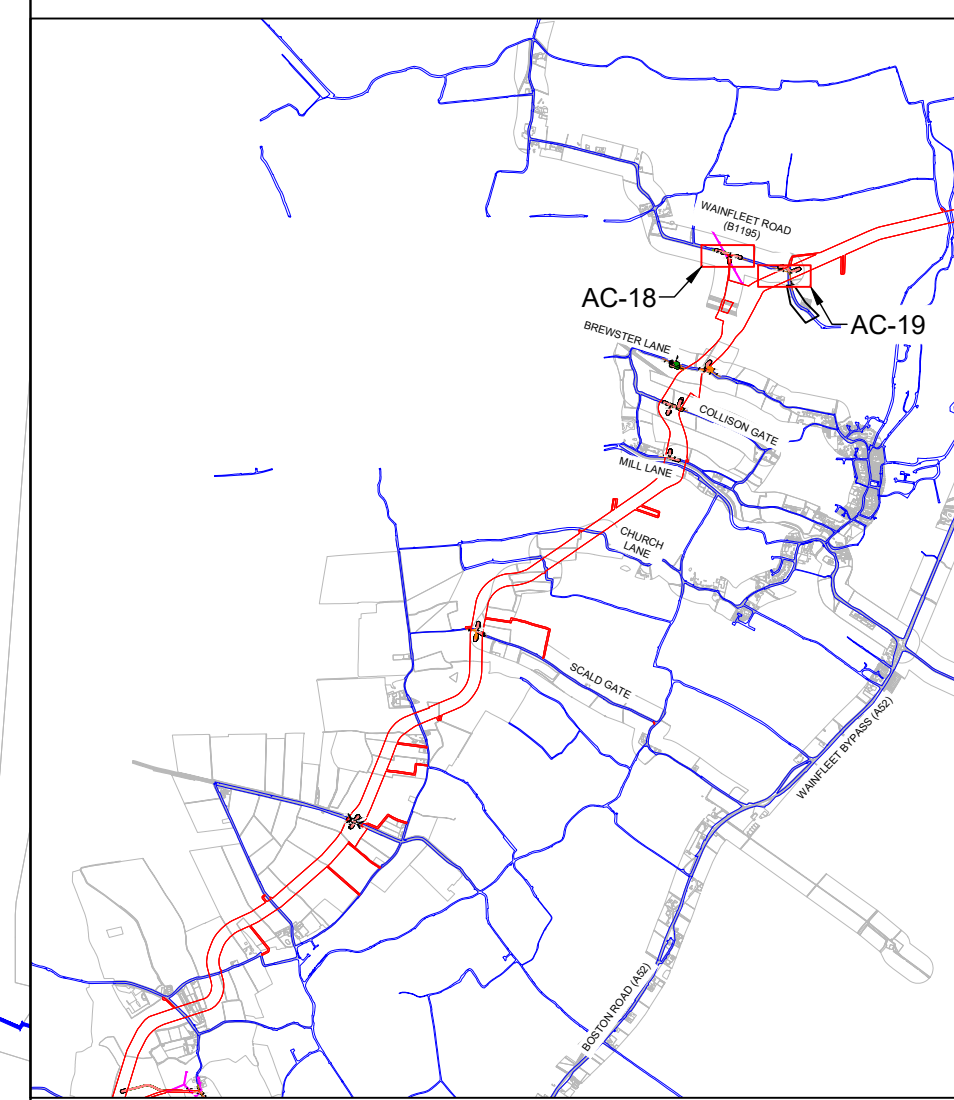 WAINFLEET ROAD
(B1195)
AC-18
AC-19
BREWSTER LANE
COLLISON GATE
MILL LANE
CHURCH
LANE
SCALD GATE
WAINFLEET BYPASS (A52)
BOSTON ROAD (A52)